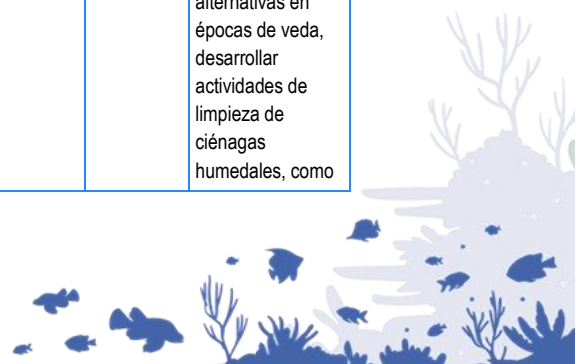 alternativas en
épocas de veda,
desarrollar
actividades de
limpieza de
ciénagas
humedales, como